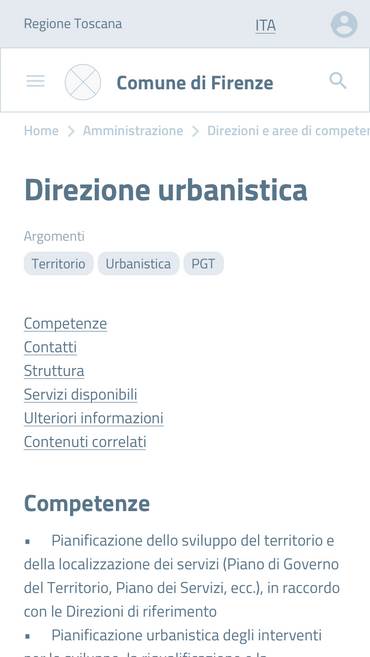 Regione Toscana
ITA
Comune di Firenze
Home
Amministrazione
Direzioni e aree di
Direzione urbanistica
Argomenti
Territorio
Urbanistica
PGT
Competenze
Contatti
Struttura
Servizi disponibili
Ulteriori informazioni
Contenuti correlati
Competenze
▪ Pianificazione dello sviluppo del territorio e
della localizzazione dei servizi (Piano di Governo
del Territorio, Piano dei Servizi, ecc.), in raccordo
con le Direzioni di riferimento
▪ Pianificazione urbanistica degli interventi